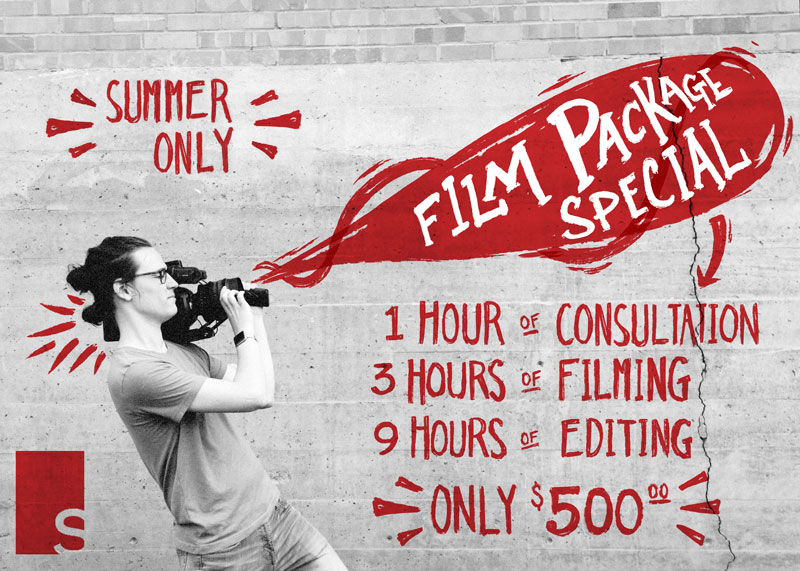 SUMMER
ONLY
FILM PACKAGE
SPECIAL
1 HOUR OF CONSULTATION
3 HOURS OF FILMING
9 HOURS OF EDITING
ONLY $500.00
S